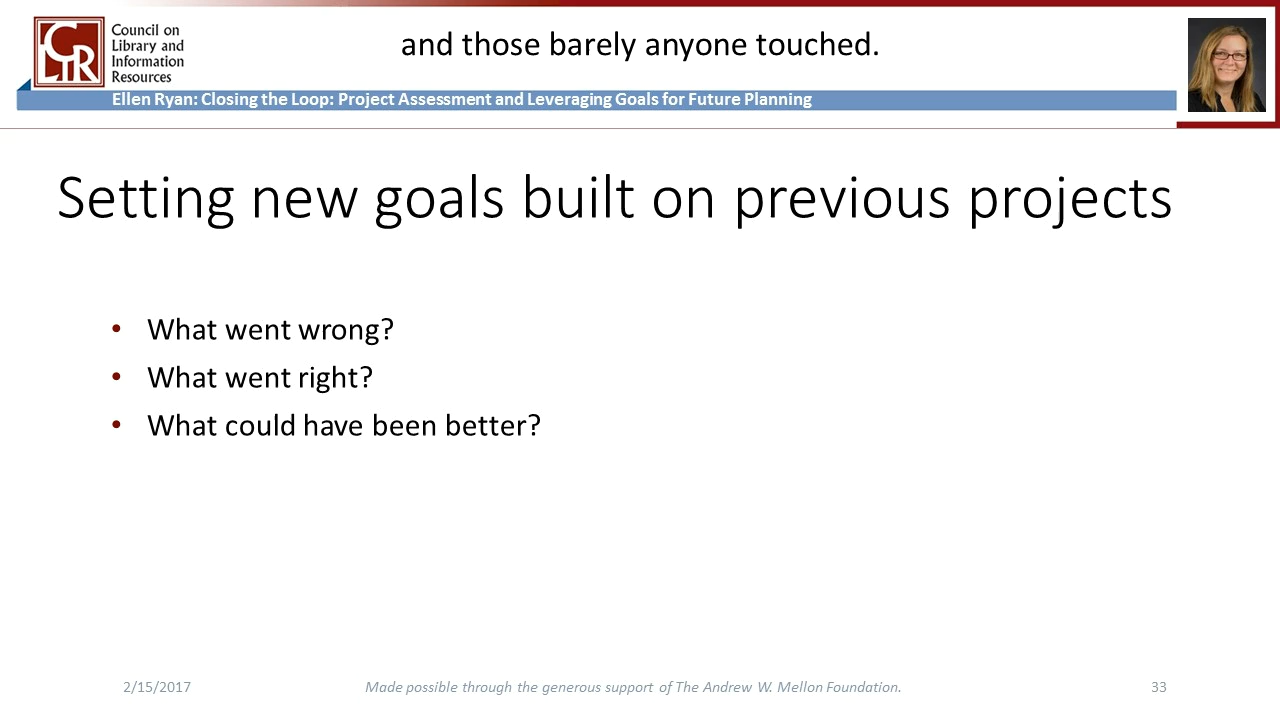 CLIR
Council on
Library and
Information
Resources
and those barely anyone touched.
Ellen Ryan: Closing the Loop: Project Assessment and Leveraging Goals for Future Planning
Setting new goals built on previous projects
• What went wrong?
• What went right?
• What could have been better?
2/15/2017
Made possible through the generous support of The Andrew W. Mellon Foundation.
33